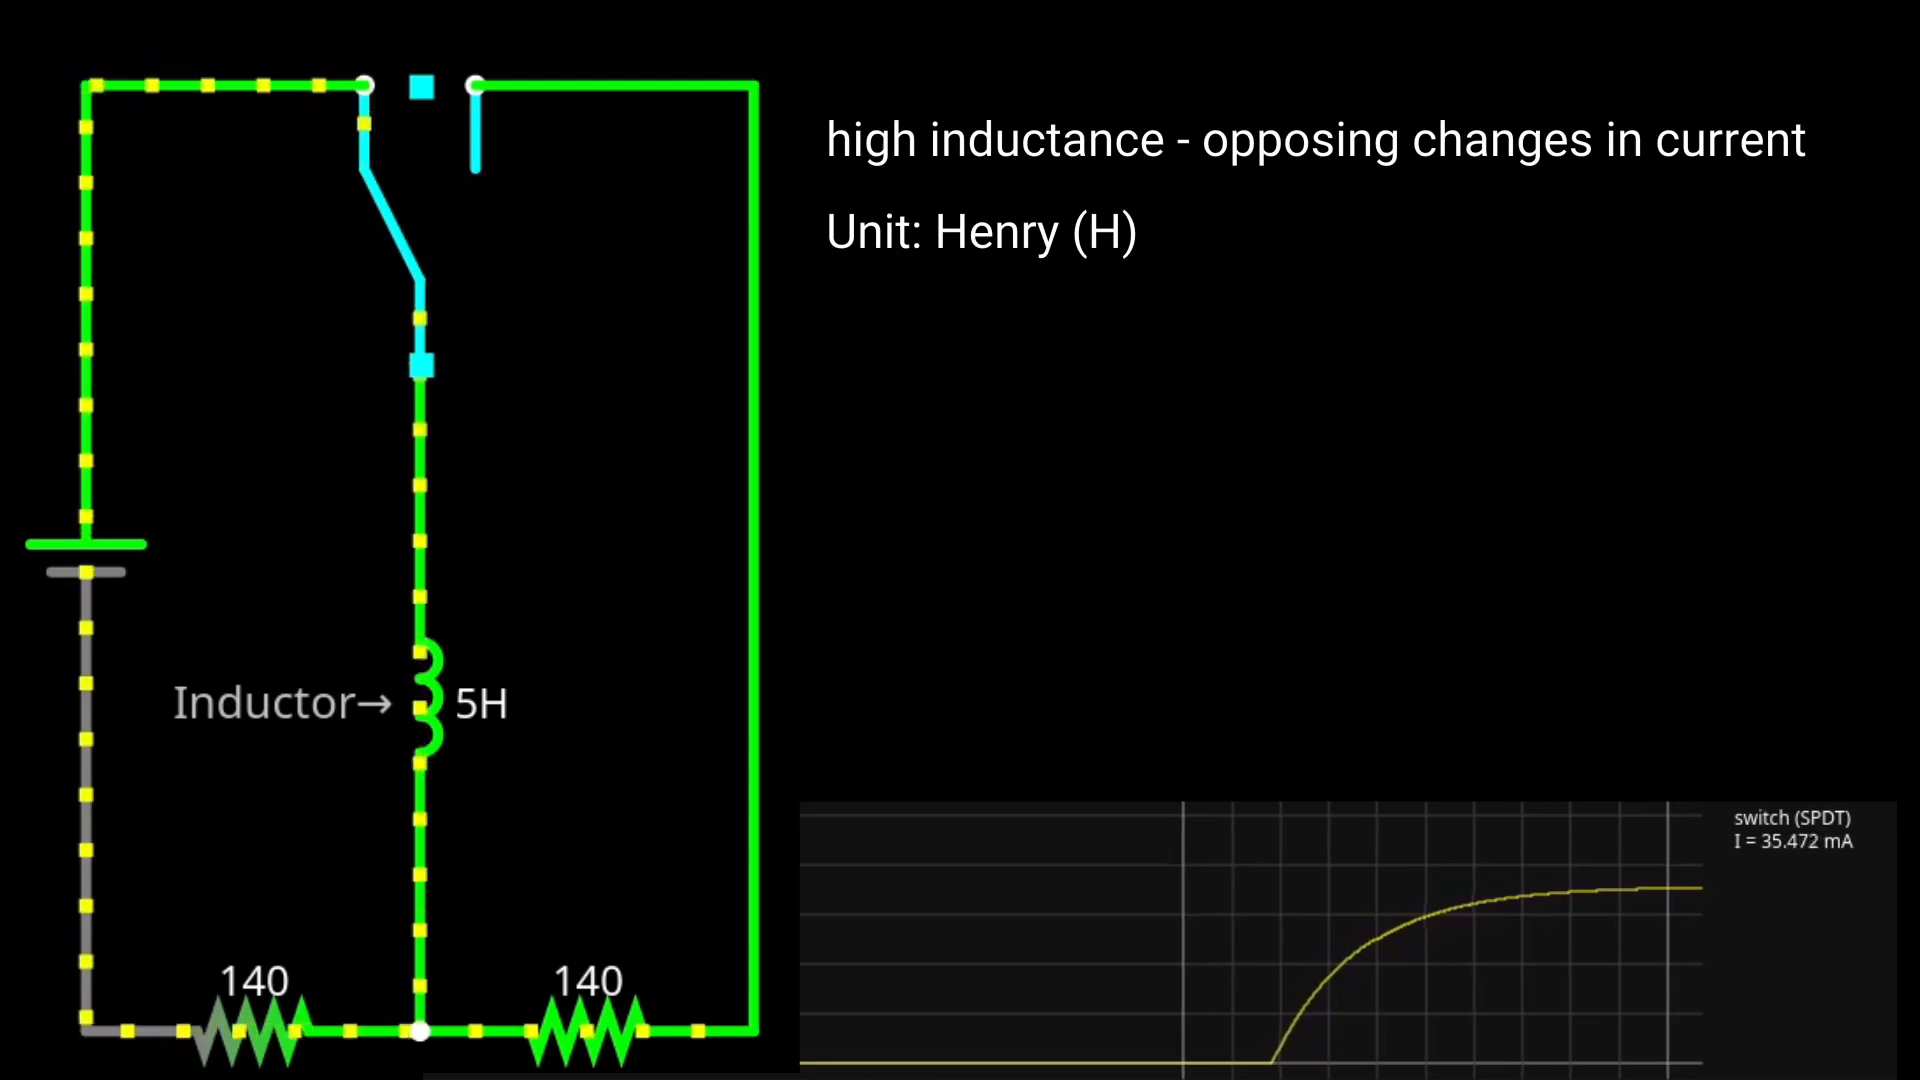 high inductance - opposing changes in current
Unit: Henry (H)
Inductor→ 5H
switch (SPDT)
I = 35.472 mA
140
140